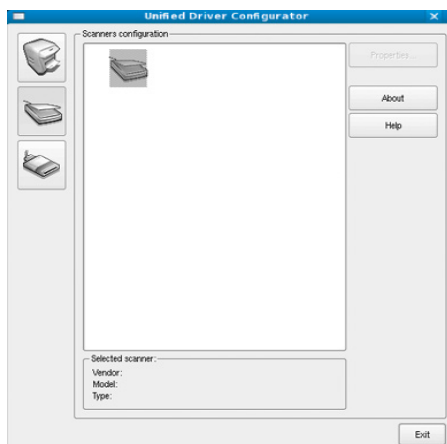 Unified Driver Configurator
Scanners configuration
Properties...
About
Help
Selected scanner:
Vendor:
Model:
Type:
Exit